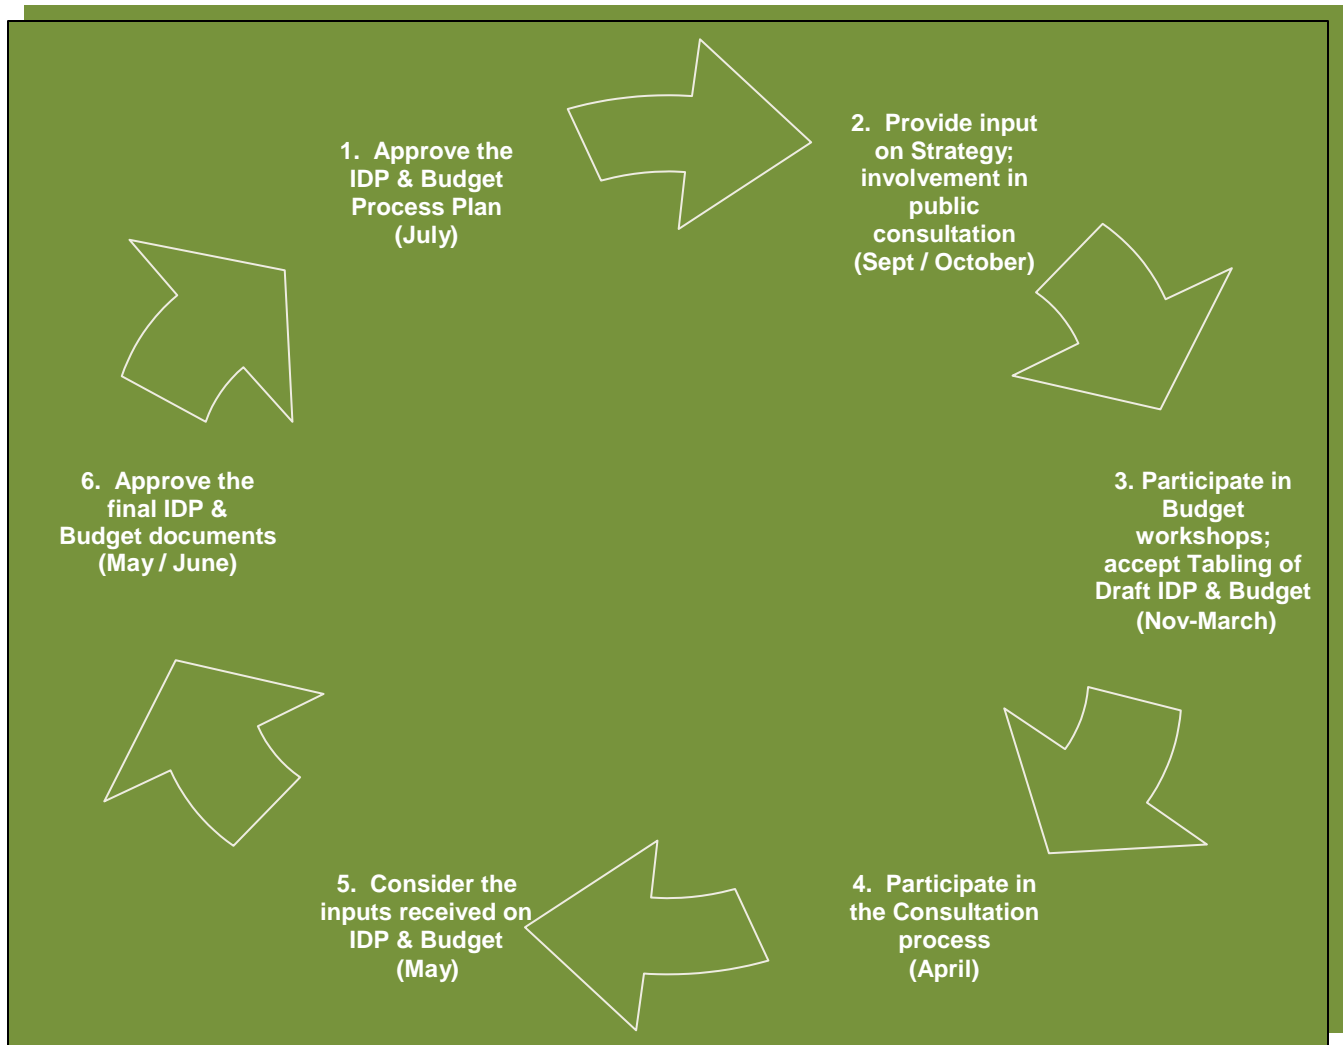 1. Approve the
IDP & Budget
Process Plan
(July)
2. Provide input
on Strategy;
involvement in
public
consultation
(Sept / October)
3. Participate in
Budget
workshops;
accept Tabling of
Draft IDP & Budget
(Nov-March)
4. Participate in
the Consultation
process
(April)
5. Consider the
inputs received on
IDP & Budget
(May)
6. Approve the
final IDP &
Budget documents
(May / June)